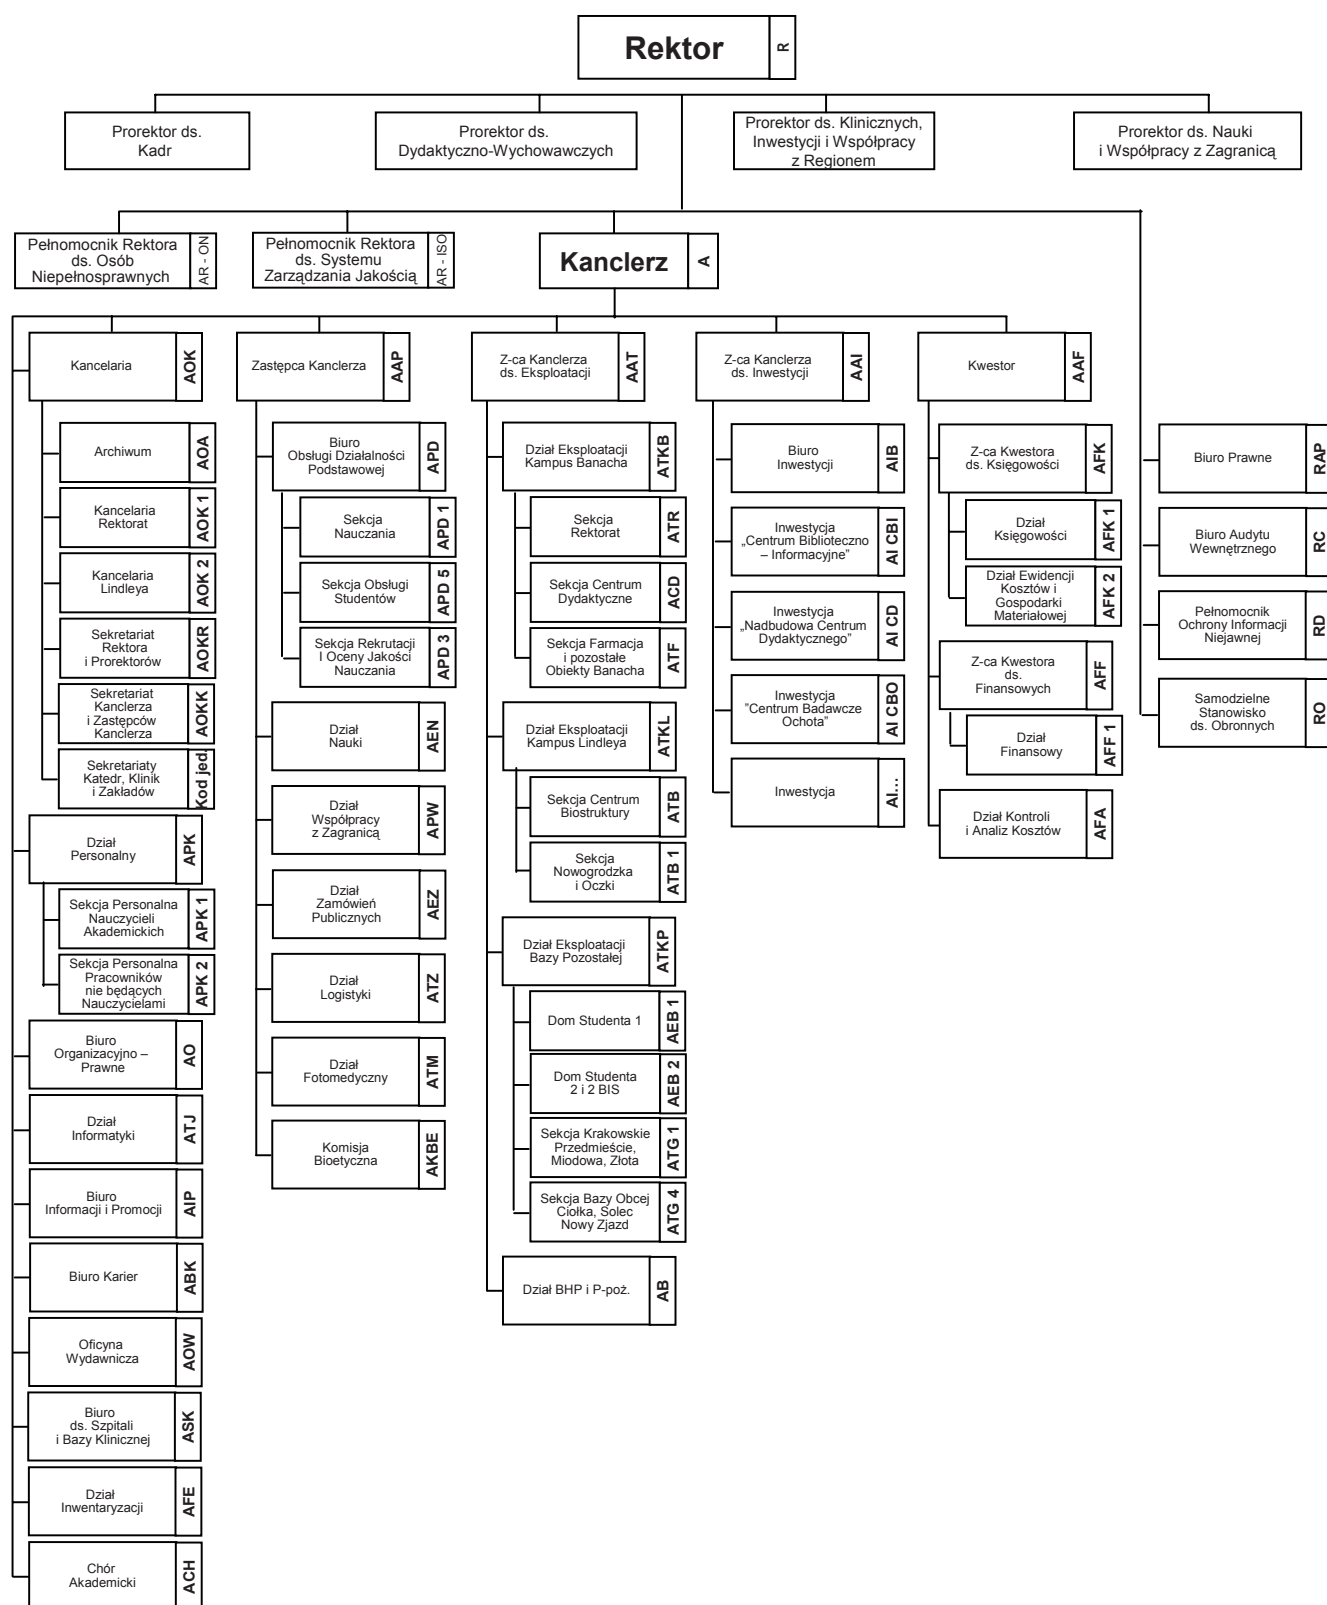 Rektor
R
Prorektor ds.
Kadr
Prorektor ds.
Dydaktyczno-Wychowawczych
Prorektor ds. Klinicznych,
Inwestycji i Współpracy
z Regionem
Prorektor ds. Nauki
i Współpracy z Zagranicą
Pełnomocnik Rektora
ds. Osób
Niepełnosprawnych
AR - ON
Pełnomocnik Rektora
ds. Systemu
Zarządzania Jakością
AR - ISO
Kanclerz
A
Kancelaria
AOK
Archiwum
AOA
Kancelaria
Rektorat
AOK 1
Kancelaria
Lindleya
AOK 2
Sekretariat
Rektora
i Prorektorów
AOKR
Sekretariat
Kanclerza
i Zastępców
Kanclerza
AOKK
Sekretariaty
Katedr, Klinik
i Zakładów
Kod jed.
Dział
Personalny
APK
Sekcja Personalna
Nauczycieli
Akademickich
APK 1
Sekcja Personalna
Pracowników
nie będących
Nauczycielami
APK 2
Biuro
Organizacyjno –
Prawne
AO
Dział
Informatyki
ATJ
Biuro
Informacji i Promocji
AIP
Biuro Karier
ABK
Oficyna
Wydawnicza
AOW
Biuro
ds. Szpitali
i Bazy Klinicznej
ASK
Dział
Inwentaryzacji
AFE
Chór
Akademicki
ACH
Zastępca Kanclerza
AAP
Biuro
Obsługi Działalności
Podstawowej
APD
Sekcja
Nauczania
APD 1
Sekcja Obsługi
Studentów
APD 5
Sekcja Rekrutacji
I Oceny Jakości
Nauczania
APD 3
Dział
Nauki
AEN
Dział
Współpracy
z Zagranicą
APW
Dział
Zamówień
Publicznych
AEZ
Dział
Logistyki
ATZ
Dział
Fotomedyczny
ATM
Komisja
Bioetyczna
AKBE
Z-ca Kanclerza
ds. Eksploatacji
AAT
Dział Eksploatacji
Kampus Banacha
ATKB
Sekcja
Rektorat
ATR
Sekcja Centrum
Dydaktyczne
ACD
Sekcja Farmacja
i pozostałe
Obiekty Banacha
ATF
Dział Eksploatacji
Kampus Lindleya
ATKL
Sekcja Centrum
Biostruktury
ATB
Sekcja
Nowogrodzka
i Oczki
ATB 1
Dział Eksploatacji
Bazy Pozostałej
ATKP
Dom Studenta 1
AEB 1
Dom Studenta
2 i 2 BIS
AEB 2
Sekcja Krakowskie
Przedmieście,
Miodowa, Złota
ATG 1
Sekcja Bazy Obcej
Ciołka, Solec
Nowy Zjazd
ATG 4
Dział BHP i P-poż.
AB
Z-ca Kanclerza
ds. Inwestycji
AAI
Biuro
Inwestycji
AIB
Inwestycja
„Centrum Biblioteczno
– Informacyjne”
AI CBI
Inwestycja
„Nadbudowa Centrum
Dydaktycznego”
AI CD
Inwestycja
"Centrum Badawcze
Ochota”
AI CBO
Inwestycja
AI...
Kwestor
AAF
Z-ca Kwestora
ds. Księgowości
AFK
Dział
Księgowości
AFK 1
Dział Ewidencji
Kosztów i
Gospodarki
Materiałowej
AFK 2
Z-ca Kwestora
ds.
Finansowych
AFF
Dział
Finansowy
AFF 1
Dział Kontroli
i Analiz Kosztów
AFA
Biuro Prawne
RAP
Biuro Audytu
Wewnętrznego
RC
Pełnomocnik
Ochrony Informacji
Niejawnej
RD
Samodzielne
Stanowisko
ds. Obronnych
RO